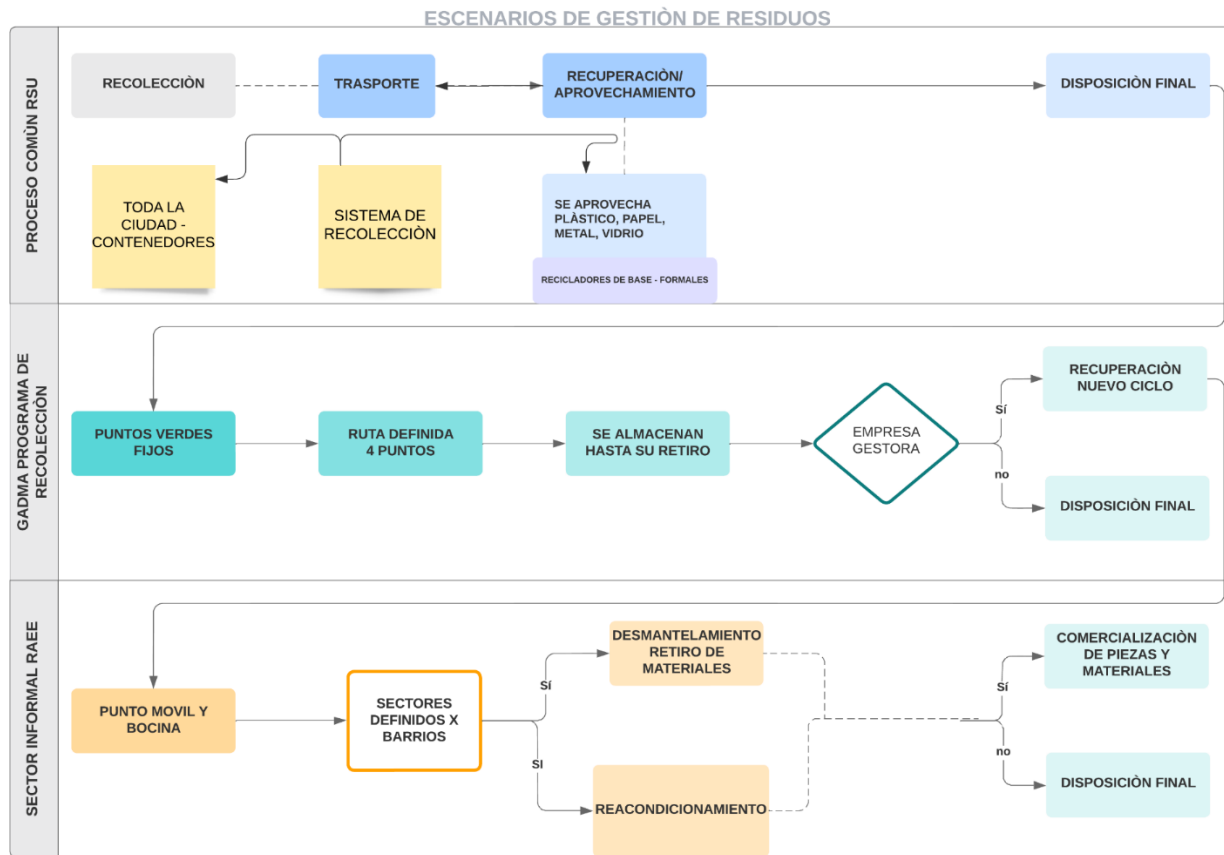 ESCENARIOS DE GESTIÒN DE RESIDUOS
PROCESO COMÙN RSU
RECOLECCIÒN
TRASPORTE
RECUPERACIÒN/
APROVECHAMIENTO
DISPOSICIÒN FINAL
TODA LA
CIUDAD -
CONTENEDORES
SISTEMA DE
RECOLECCIÒN
SE APROVECHA
PLÀSTICO, PAPEL,
METAL, VIDRIO
RECICLADORES DE BASE - FORMALES
GADMA PROGRAMA DE
RECOLECCIÒN
PUNTOS VERDES
FIJOS
RUTA DEFINIDA
4 PUNTOS
SE ALMACENAN
HASTA SU RETIRO
EMPRESA
GESTORA
Sí
RECUPERACIÒN
NUEVO CICLO
no
DISPOSICIÒN FINAL
SECTOR INFORMAL RAEE
PUNTO MOVIL Y
BOCINA
SECTORES
DEFINIDOS X
BARRIOS
Sí
DESMANTELAMIENTO
RETIRO DE
MATERIALES
SI
REACONDICIONAMIENTO
Sí
COMERCIALIZACIÒN
DE PIEZAS Y
MATERIALES
no
DISPOSICIÒN FINAL